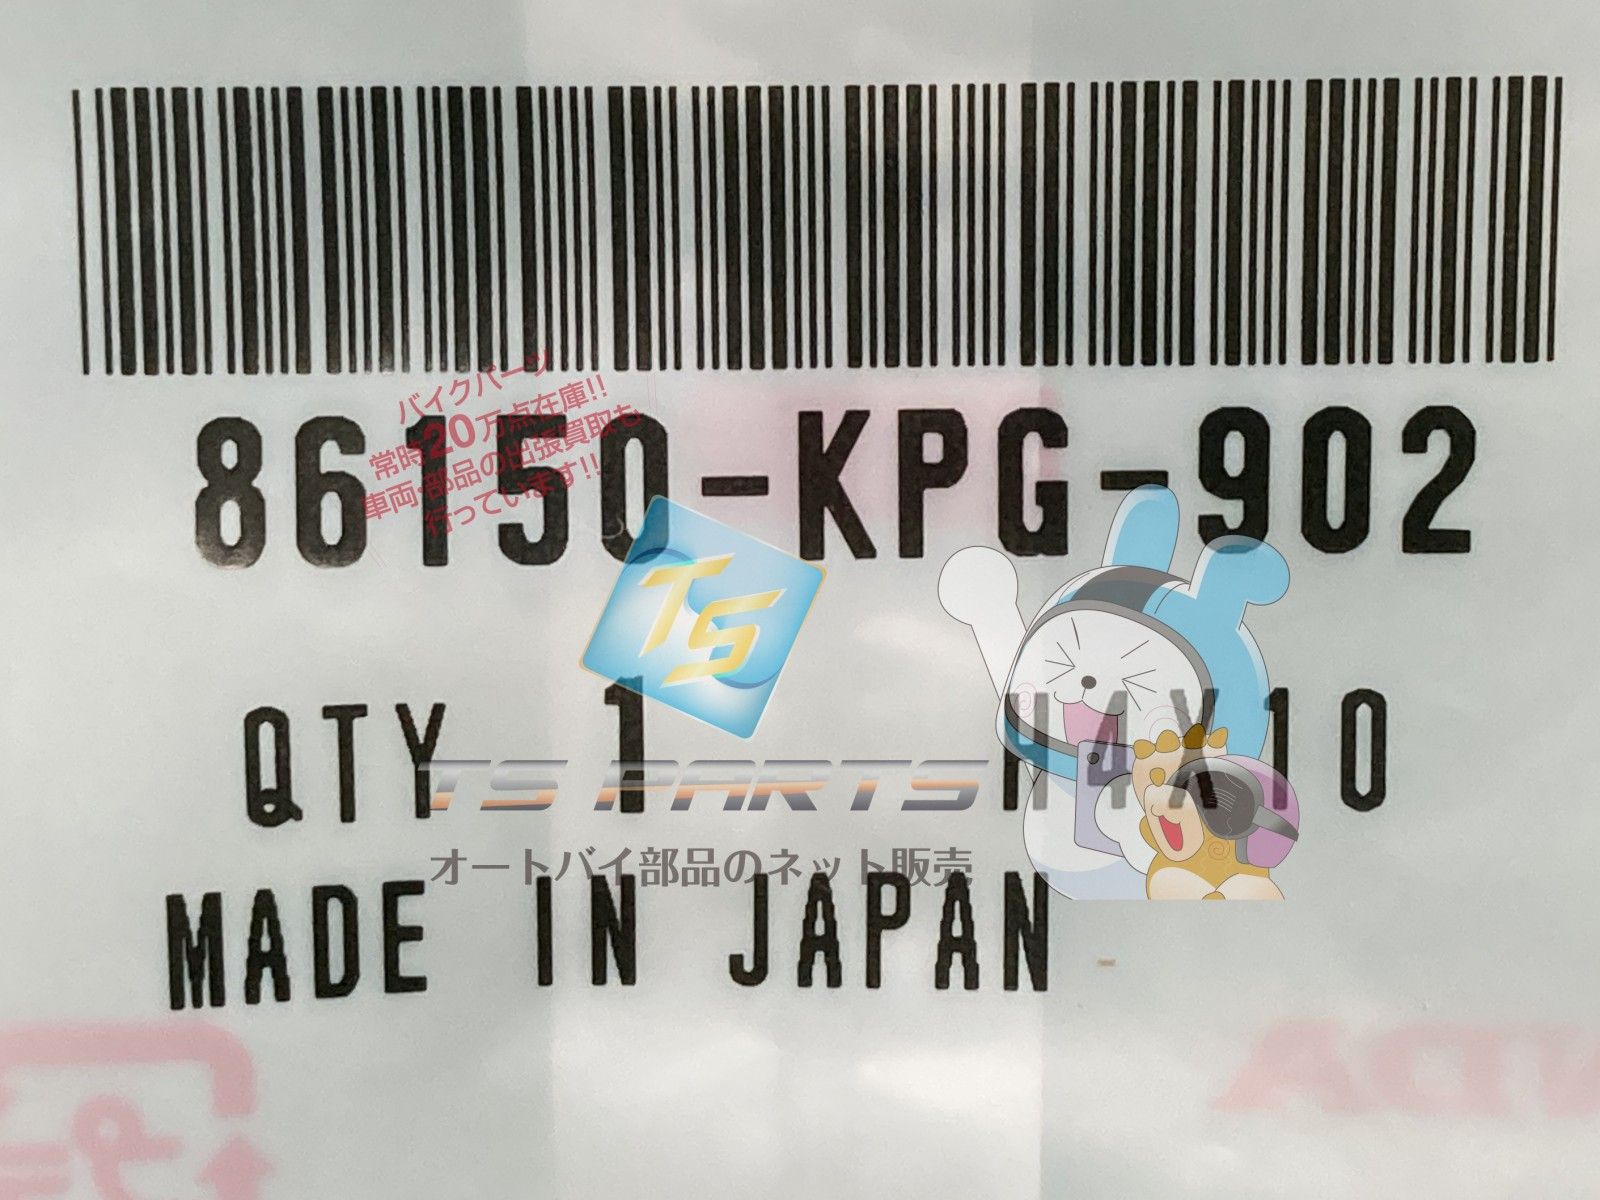 バイクパーツ
常時20万点在庫!!
車両・部品の出張買取も
行っています!!
86150-KPG-902
TS
QTY 1 H4X10
TS PARTS
オートバイ部品のネット販売
MADE IN JAPAN